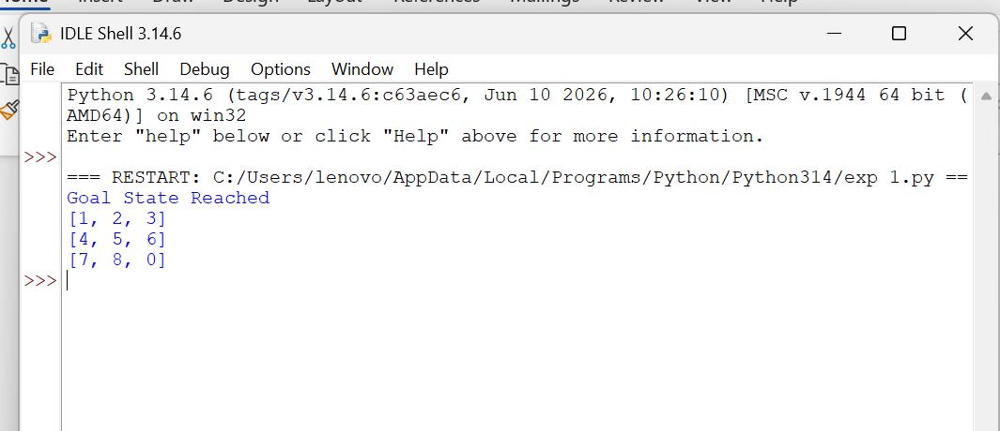 Home Insert Draw Design Layout References Mailings Review View Help
IDLE Shell 3.14.6
File Edit Shell Debug Options Window Help
Python 3.14.6 (tags/v3.14.6:c63aec6, Jun 10 2026, 10:26:10) [MSC v.1944 64 bit (
AMD64)] on win32
Enter "help" below or click "Help" above for more information.
>>>
=== RESTART: C:/Users/lenovo/AppData/Local/Programs/Python/Python314/exp 1.py ==
Goal State Reached
[1, 2, 3]
[4, 5, 6]
[7, 8, 0]
>>>